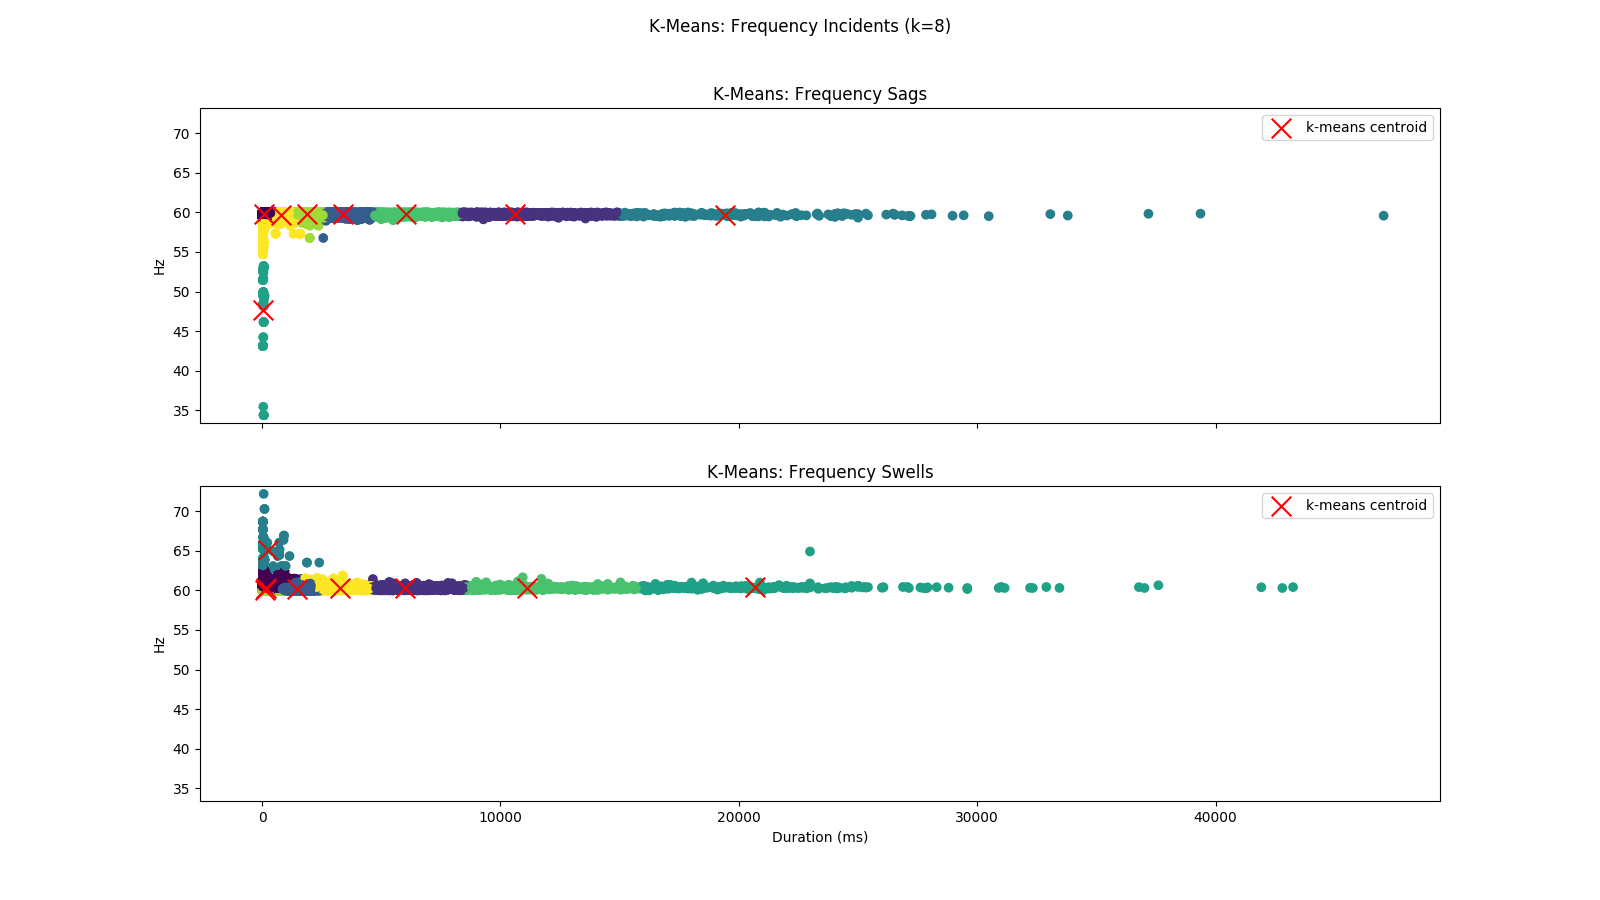 K-Means: Frequency Incidents (k=8)
K-Means: Frequency Sags
k-means centroid
70
65
60
55
50
45
40
35
Hz
K-Means: Frequency Swells
k-means centroid
70
65
60
55
50
45
40
35
Hz
0 10000 20000 30000 40000
Duration (ms)